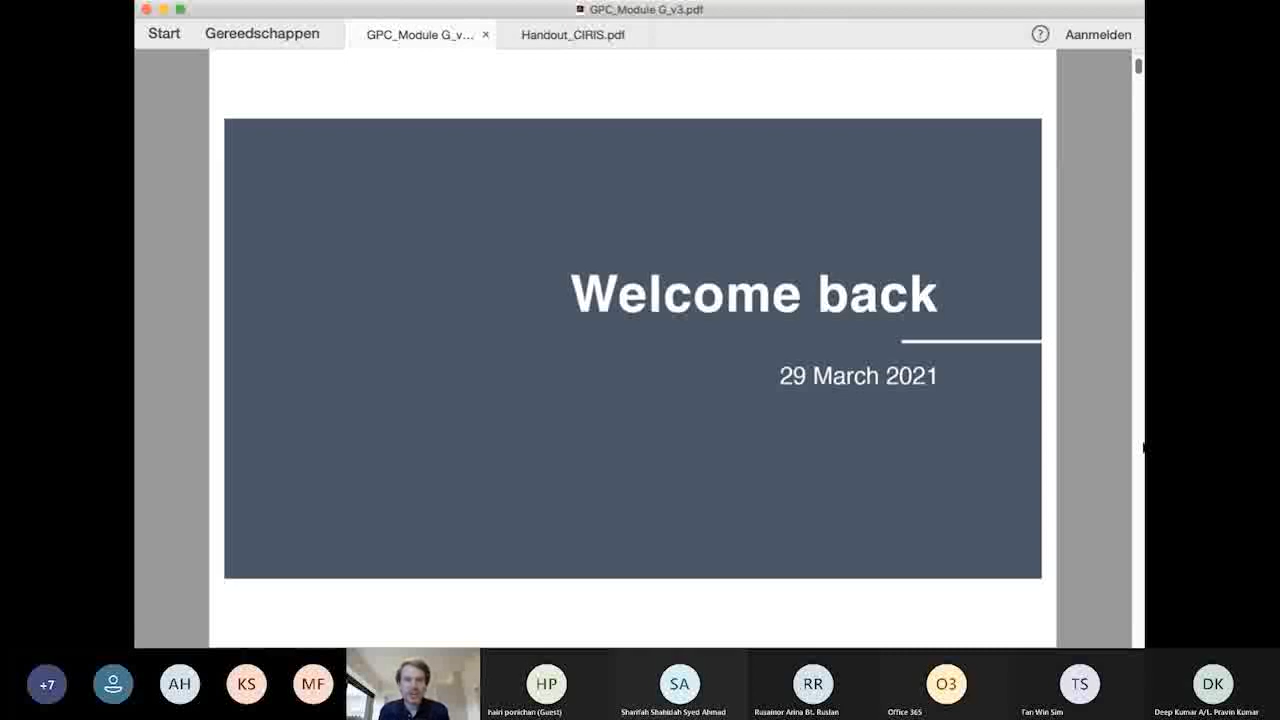 GPC_Module G_v3.pdf
Start
Gereedschappen
GPC_Module G_v...
×
Handout_CIRIS.pdf
?
Aanmelden
Welcome back
29 March 2021
+7
AH
KS
MF
HP
SA
RR
O3
TS
DK
hairi ponichan (Guest)
Sharifah Shahidah Syed Ahmad
Rusainor Arina Bt. Ruslan
Office 365
Tan Win Sim
Deep Kumar A/L. Pravin Kumar